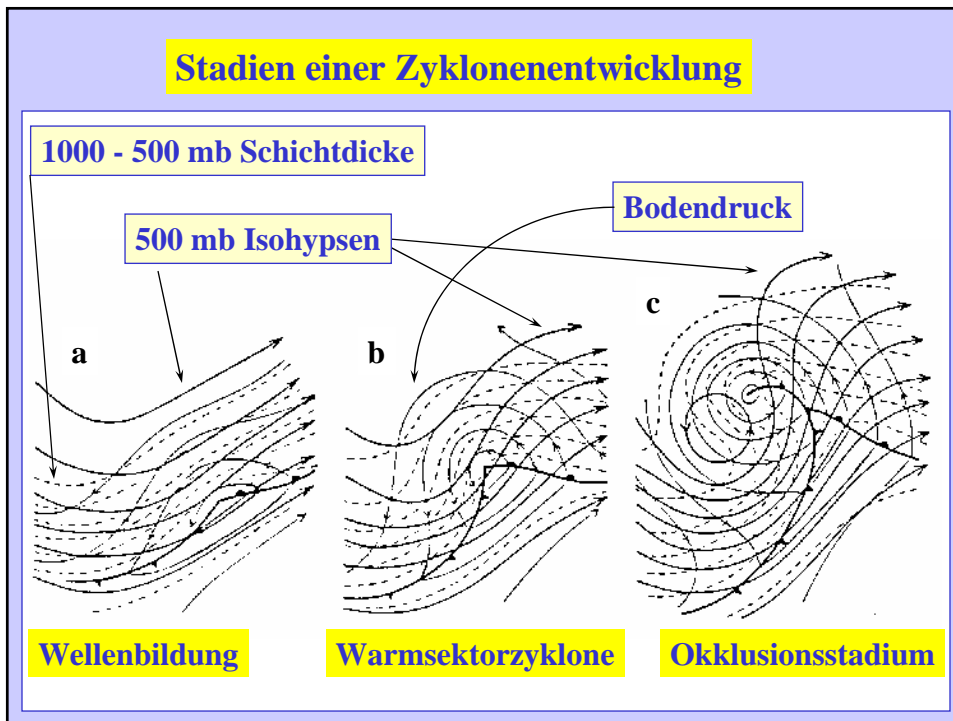 Stadien einer Zyklonenentwicklung
1000 - 500 mb Schichtdicke
500 mb Isohypsen
Bodendruck
a
b
c
Wellenbildung
Warmsektorzyklone
Okklusionsstadium